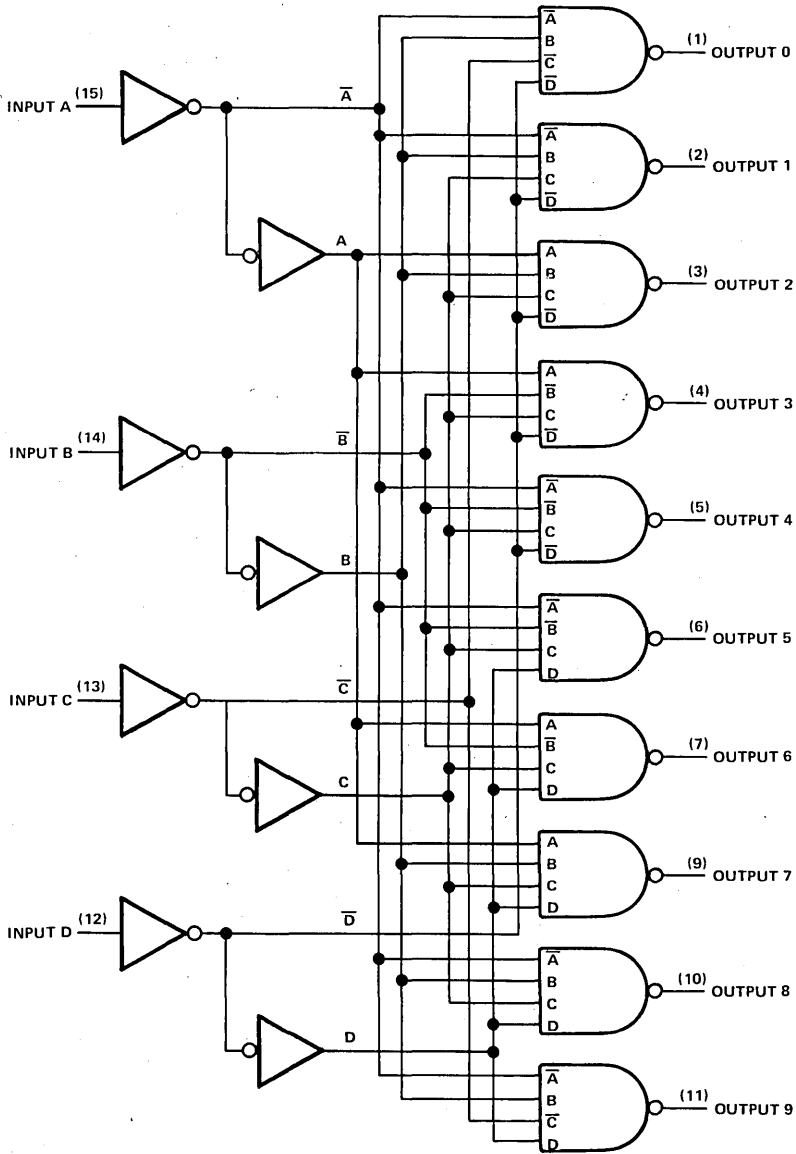 A̅
B
C̅
D̅
(1) OUTPUT 0
INPUT A (15)
A̅
A̅
B
C
D̅
(2) OUTPUT 1
A
A
B
C
D̅
(3) OUTPUT 2
A
B̅
C
D̅
(4) OUTPUT 3
INPUT B (14)
B̅
A̅
B̅
C
D̅
(5) OUTPUT 4
B
A̅
B̅
C
D
(6) OUTPUT 5
INPUT C (13)
C̅
A
B̅
C
D
(7) OUTPUT 6
C
A
B
C
D
(9) OUTPUT 7
INPUT D (12)
D̅
A̅
B
C
D
(10) OUTPUT 8
D
A̅
B
C̅
D
(11) OUTPUT 9